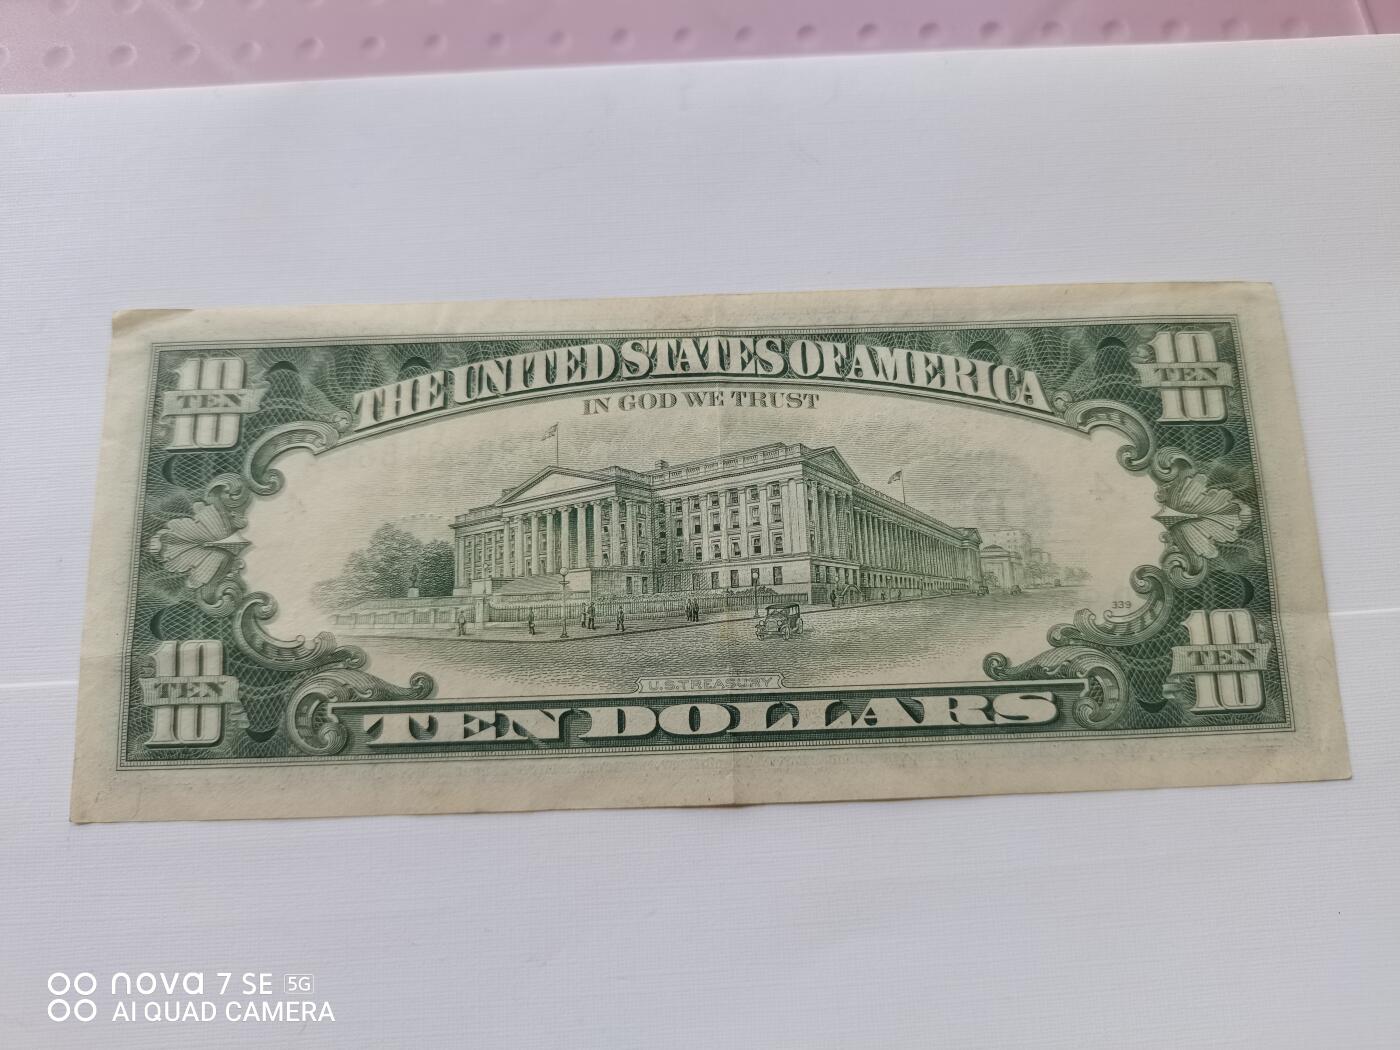 10 TEN 10
THE UNITED STATES OF AMERICA
10 TEN 10
IN GOD WE TRUST
339
10 TEN 10
U.S. TREASURY
TEN DOLLARS
10 TEN 10
nova 7 SE 5G
AI QUAD CAMERA